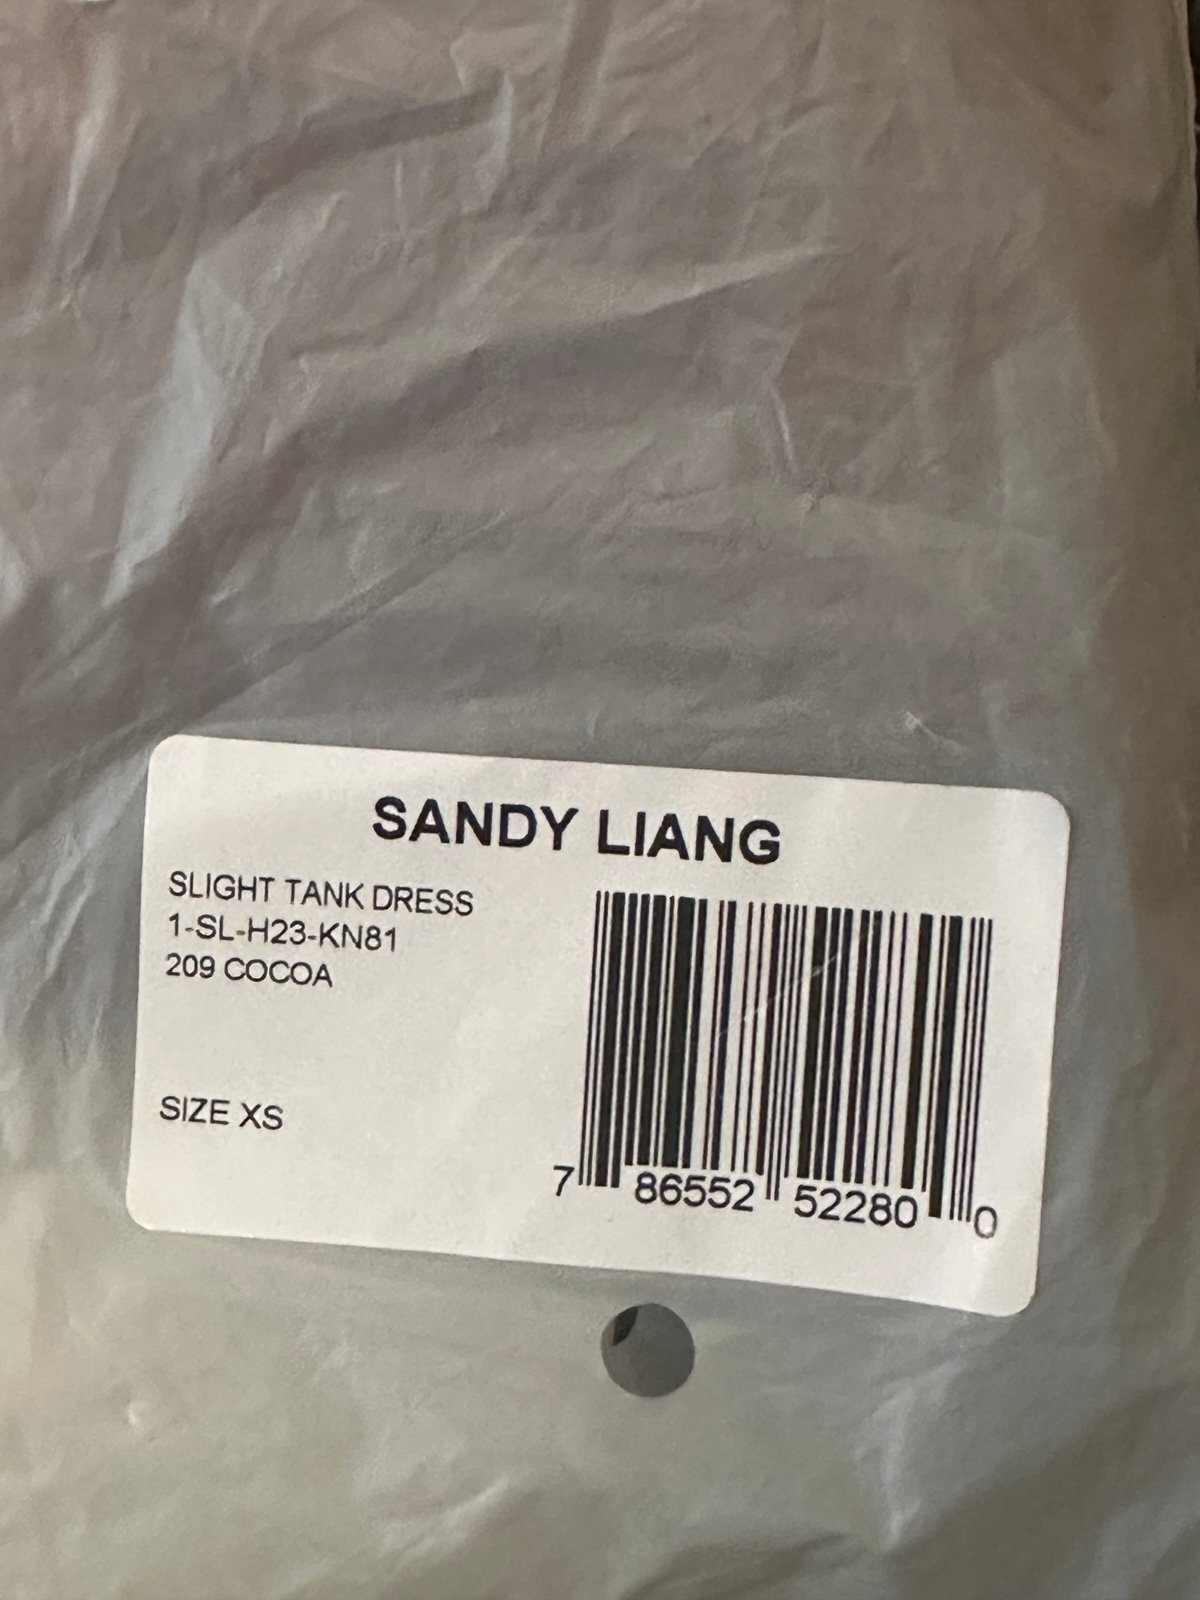 SANDY LIANG
SLIGHT TANK DRESS
1-SL-H23-KN81
209 COCOA
SIZE XS
7 86552 52280 0